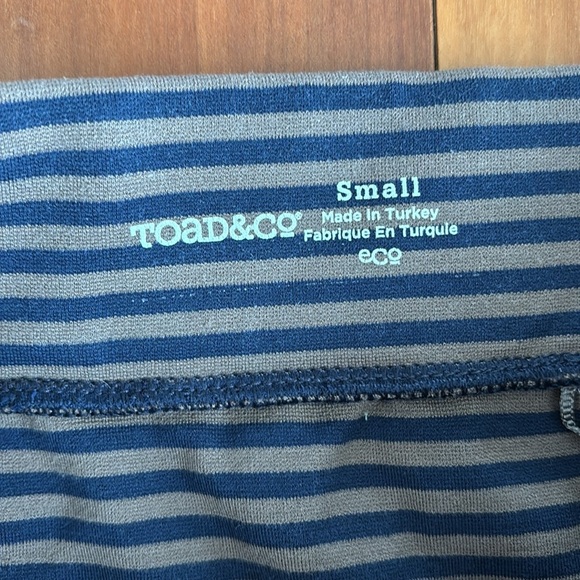 TOAD&CO®
Small
Made In Turkey
Fabrique En Turquie
eco